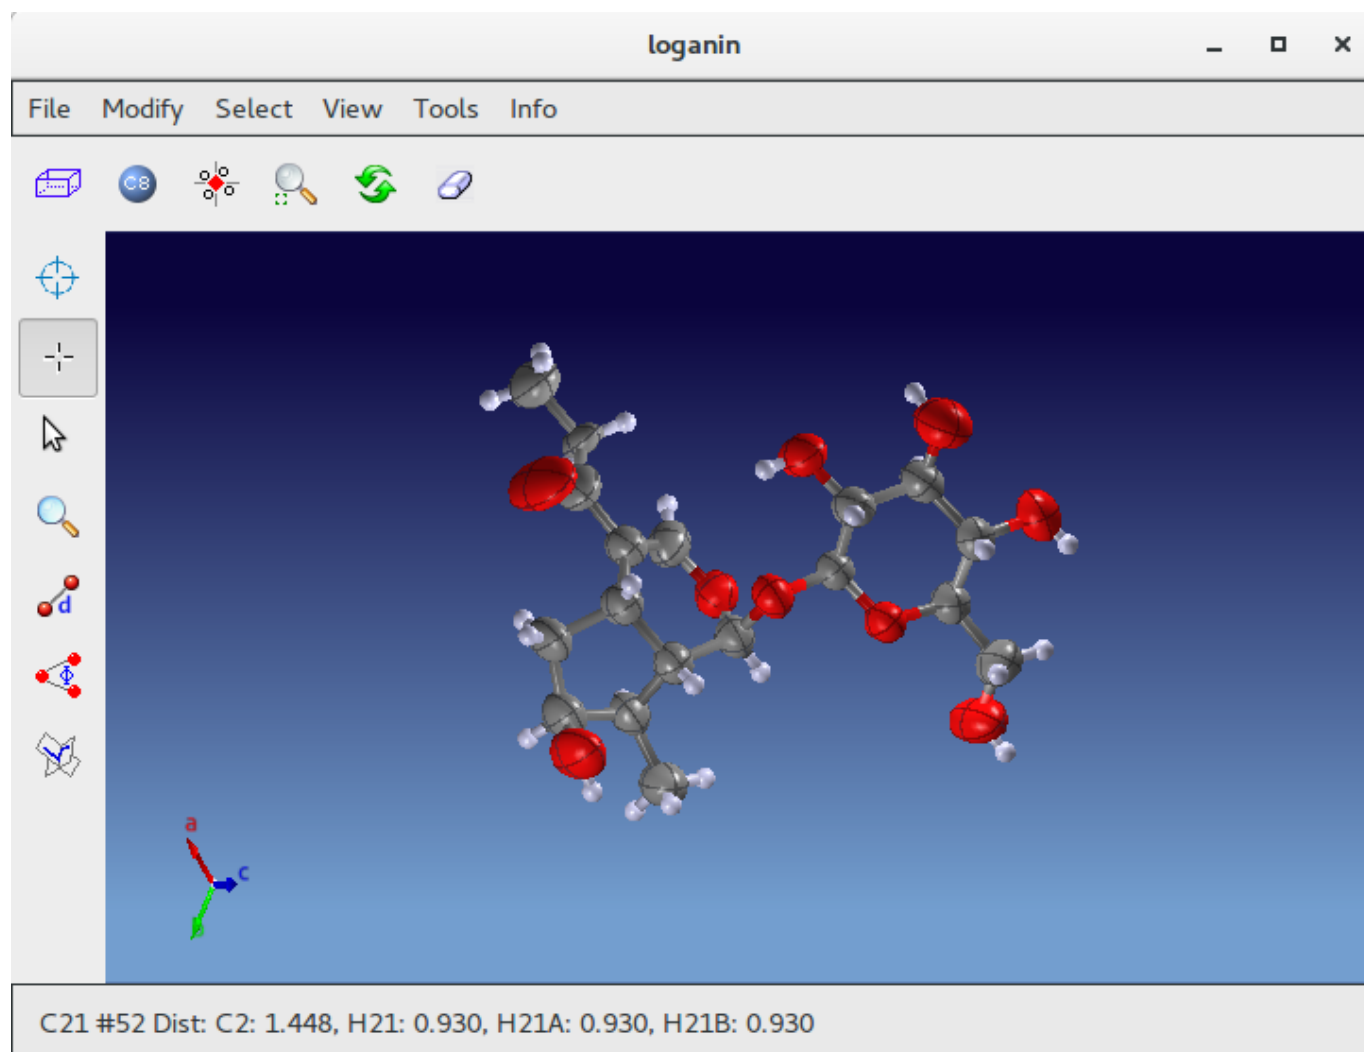 loganin
File Modify Select View Tools Info
C8
d
Φ
a
c
b
C21 #52 Dist: C2: 1.448, H21: 0.930, H21A: 0.930, H21B: 0.930